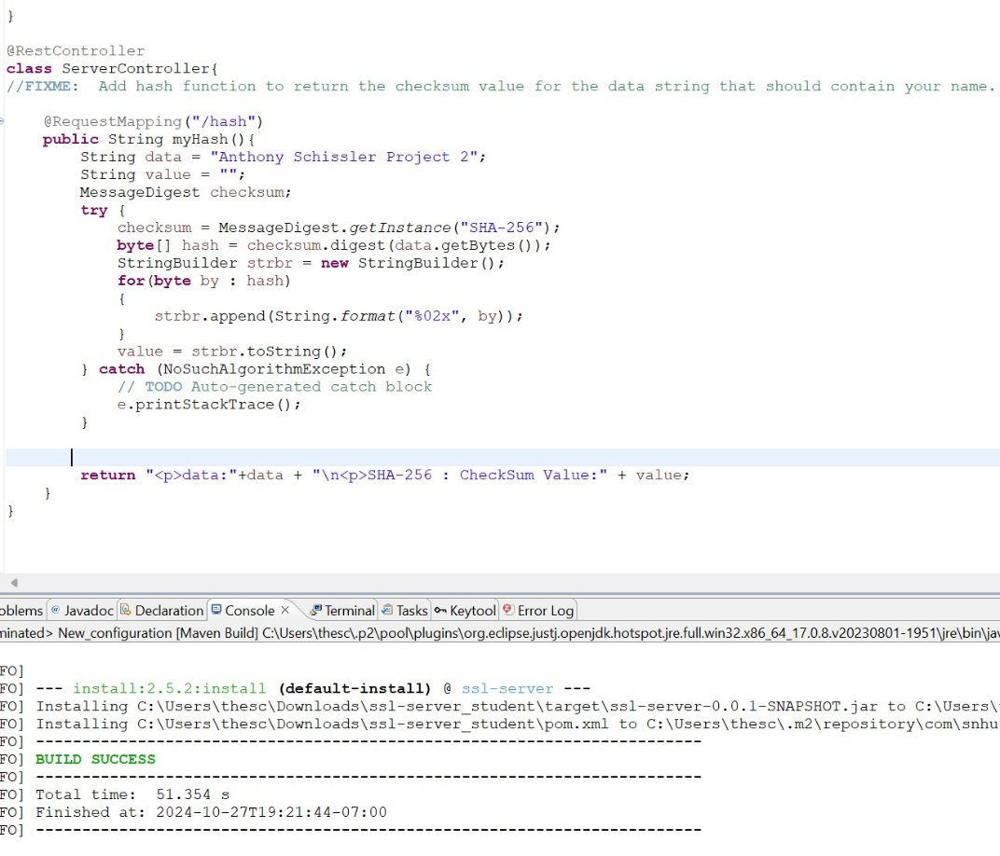 }
@RestController
class ServerController{
//FIXME:  Add hash function to return the checksum value for the data string that should contain your name.
@RequestMapping("/hash")
public String myHash(){
String data = "Anthony Schissler Project 2";
String value = "";
MessageDigest checksum;
try {
checksum = MessageDigest.getInstance("SHA-256");
byte[] hash = checksum.digest(data.getBytes());
StringBuilder strbr = new StringBuilder();
for(byte by : hash)
{
strbr.append(String.format("%02x", by));
}
value = strbr.toString();
} catch (NoSuchAlgorithmException e) {
// TODO Auto-generated catch block
e.printStackTrace();
}
return "<p>data:"+data + "\n<p>SHA-256 : CheckSum Value:" + value;
}
}
oblems @ Javadoc Declaration Console × Terminal Tasks Keytool Error Log
minated> New_configuration [Maven Build] C:\Users\thesc\.p2\pool\plugins\org.eclipse.justj.openjdk.hotspot.jre.full.win32.x86_64_17.0.8.v20230801-1951\jre\bin\jav
FO]
FO] --- install:2.5.2:install (default-install) @ ssl-server ---
FO] Installing C:\Users\thesc\Downloads\ssl-server_student\target\ssl-server-0.0.1-SNAPSHOT.jar to C:\Users\
FO] Installing C:\Users\thesc\Downloads\ssl-server_student\pom.xml to C:\Users\thesc\.m2\repository\com\snhu
FO] ------------------------------------------------------------------------
FO] BUILD SUCCESS
FO] ------------------------------------------------------------------------
FO] Total time:  51.354 s
FO] Finished at: 2024-10-27T19:21:44-07:00
FO] ------------------------------------------------------------------------